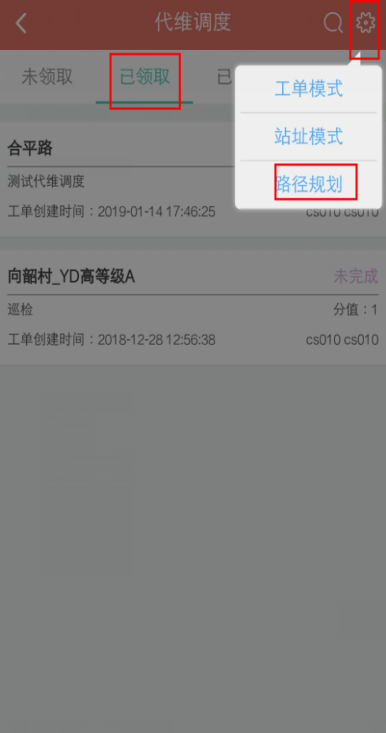 代维调度
未领取 已领取 已
工单模式
站址模式
路径规划
合平路
测试代维调度
工单创建时间：2019-01-14 17:46:25 cs010 cs010
向韶村_YD高等级A 未完成
巡检 分值：1
工单创建时间：2018-12-28 12:56:38 cs010 cs010